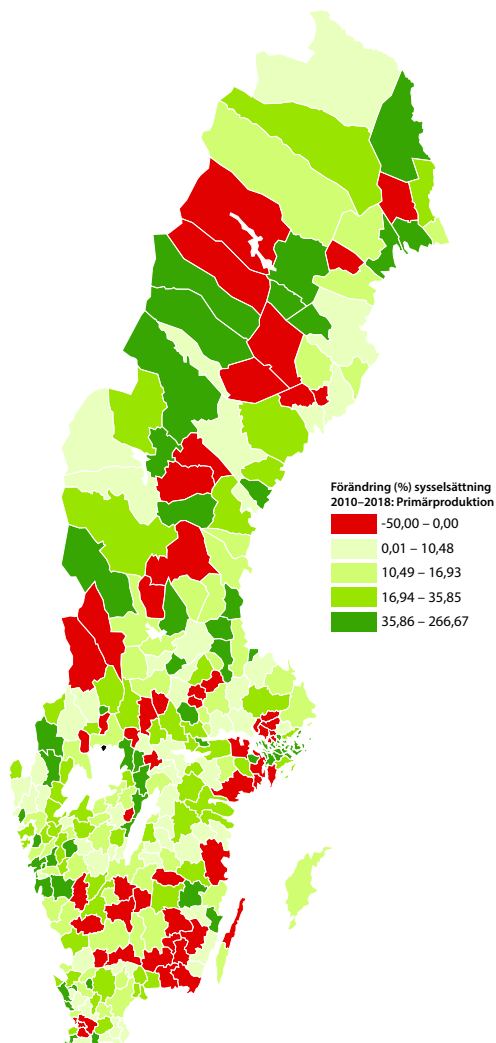 Förändring (%) sysselsättning
2010–2018: Primärproduktion
-50,00 – 0,00
0,01 – 10,48
10,49 – 16,93
16,94 – 35,85
35,86 – 266,67